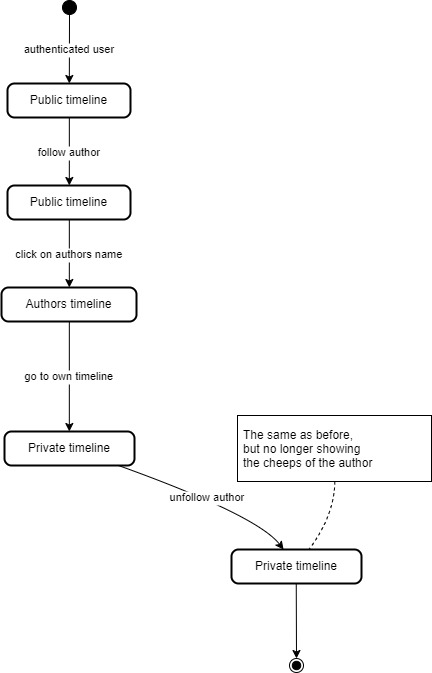 authenticated user
Public timeline
follow author
Public timeline
click on authors name
Authors timeline
go to own timeline
Private timeline
The same as before,
but no longer showing
the cheeps of the author
unfollow author
Private timeline